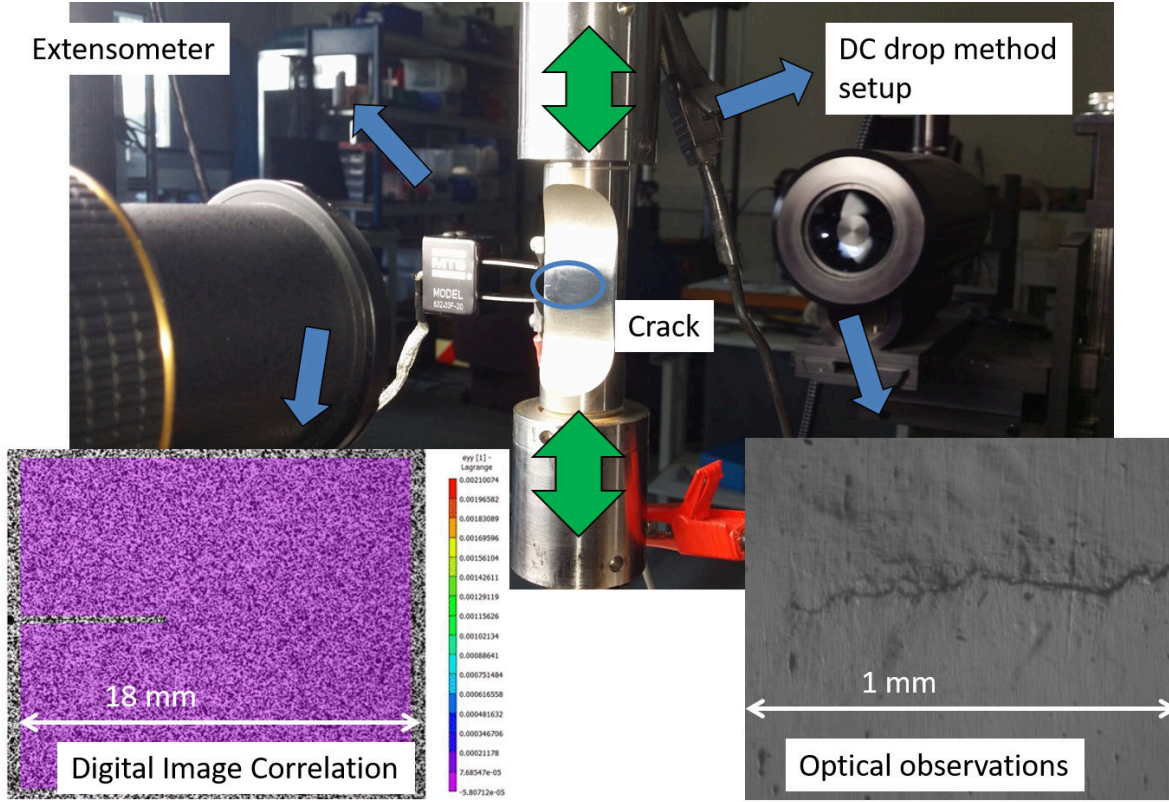 Extensometer
DC drop method
setup
MTS
MODEL
632.03F-20
Crack
eyy [1] -
Lagrange
0.00210074
0.00196582
0.00183089
0.00169596
0.00156104
0.00142611
0.00129119
0.00115626
0.00102134
0.00088641
0.000751484
0.000616558
0.000481632
0.000346706
0.00021178
7.68547e-05
-5.80712e-05
18 mm
Digital Image Correlation
1 mm
Optical observations